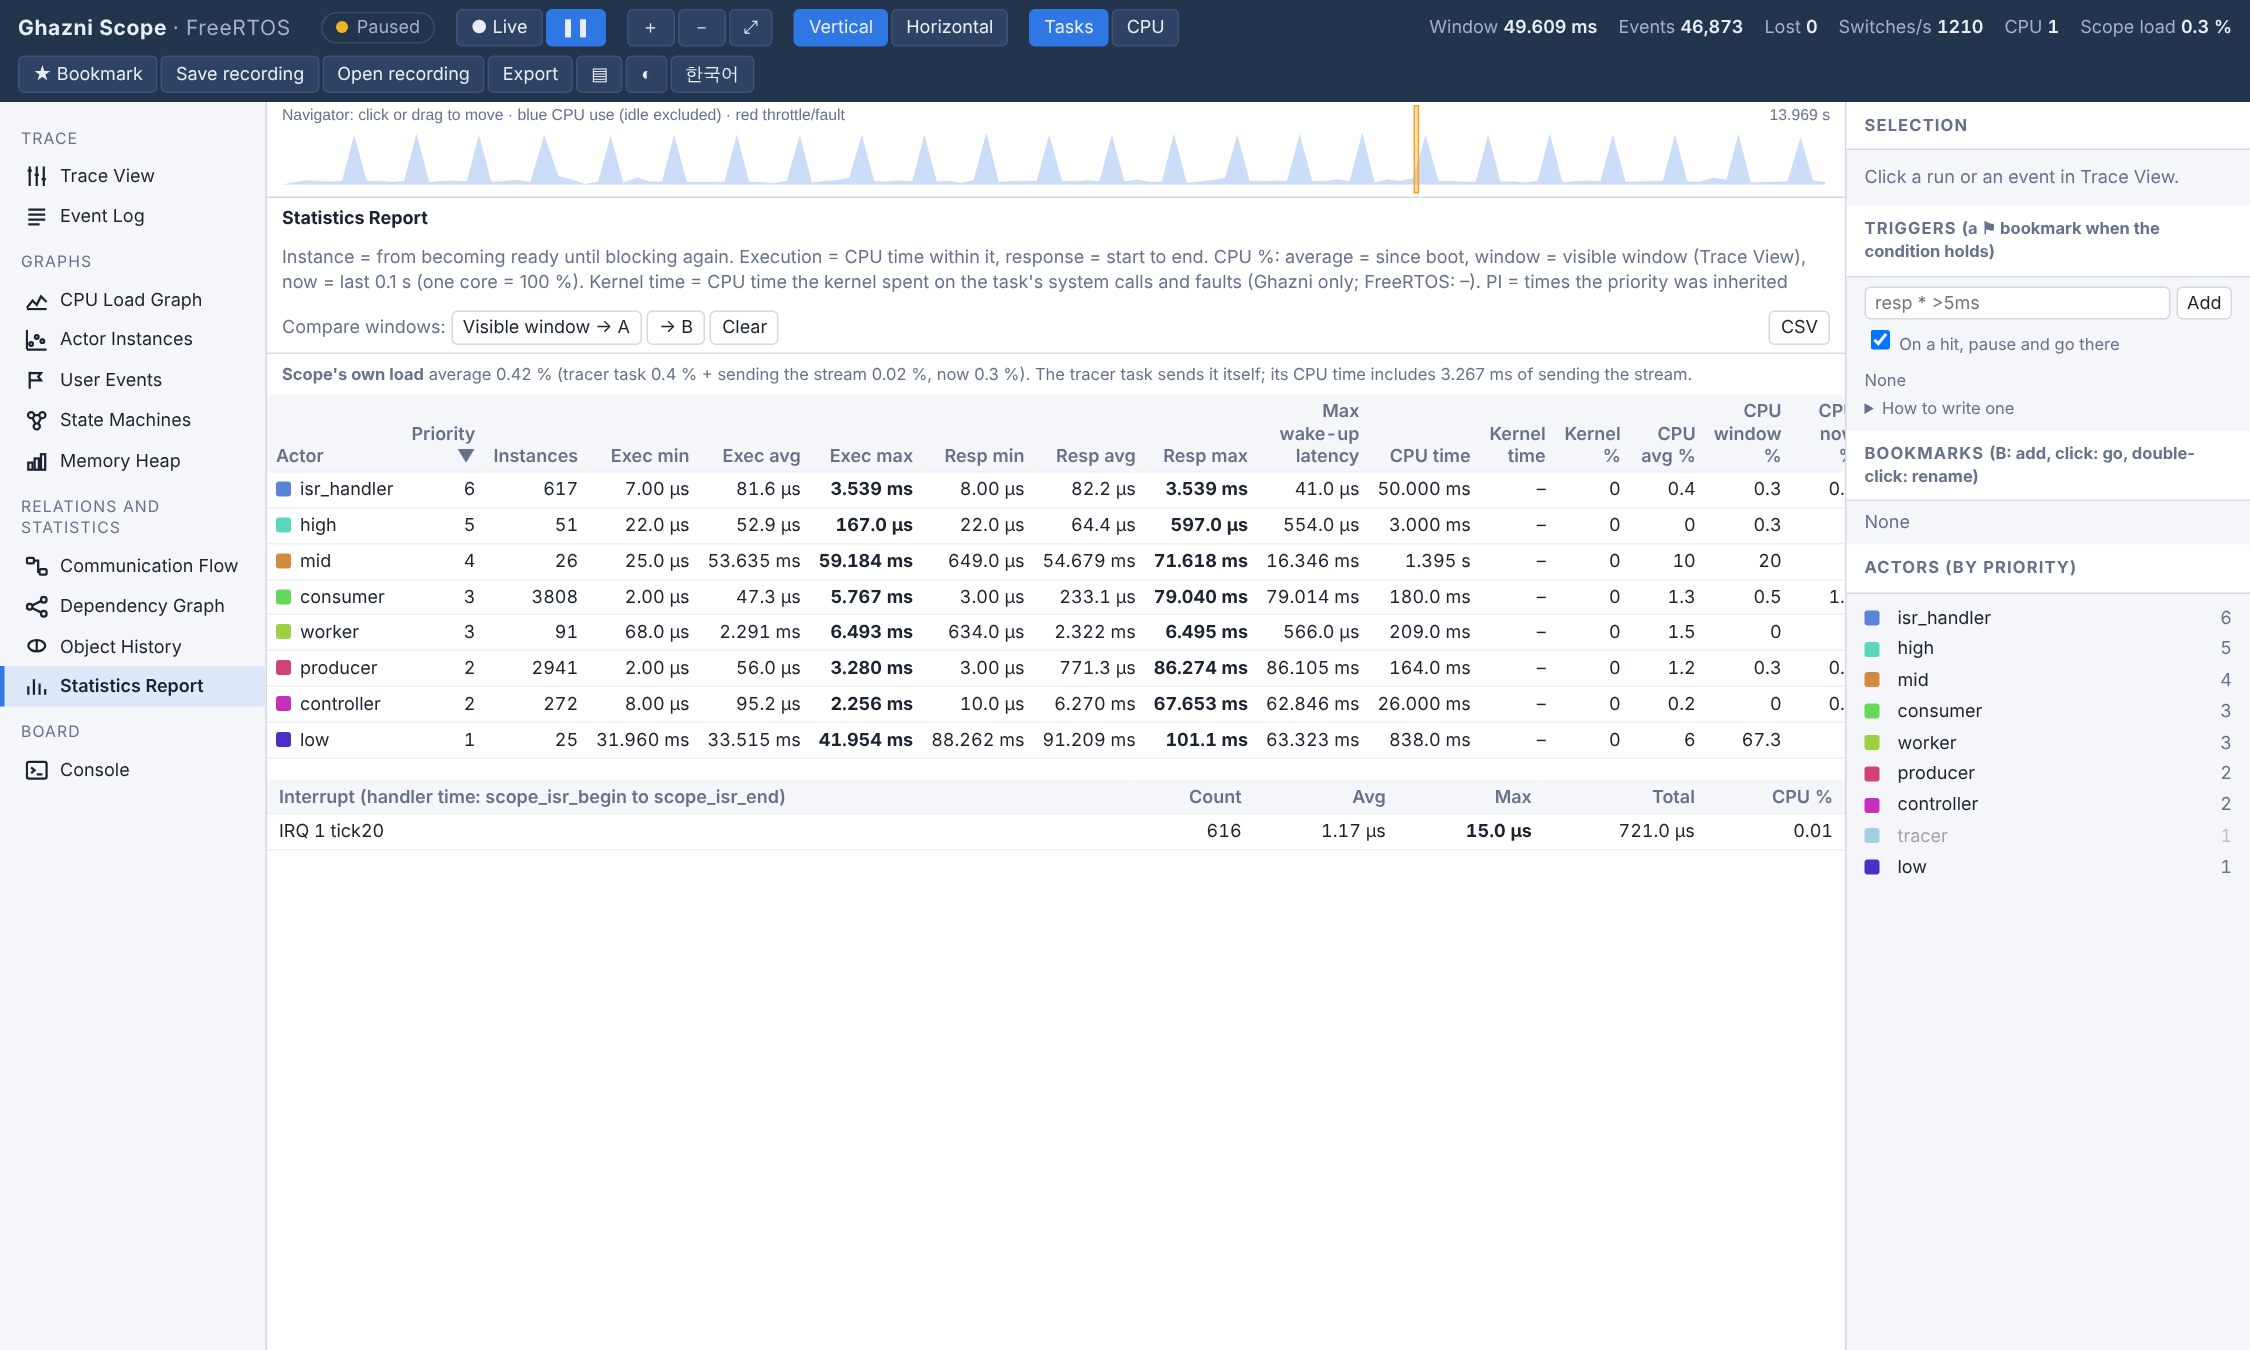 Ghazni Scope · FreeRTOS
Paused
Live
+
−
Vertical
Horizontal
Tasks
CPU
Window 49.609 ms
Events 46,873
Lost 0
Switches/s 1210
CPU 1
Scope load 0.3 %
★ Bookmark
Save recording
Open recording
Export
한국어
TRACE
Trace View
Event Log
GRAPHS
CPU Load Graph
Actor Instances
User Events
State Machines
Memory Heap
RELATIONS AND
STATISTICS
Communication Flow
Dependency Graph
Object History
Statistics Report
BOARD
Console
Navigator: click or drag to move · blue CPU use (idle excluded) · red throttle/fault
13.969 s
Statistics Report
Instance = from becoming ready until blocking again. Execution = CPU time within it, response = start to end. CPU %: average = since boot, window = visible window (Trace View),
now = last 0.1 s (one core = 100 %). Kernel time = CPU time the kernel spent on the task's system calls and faults (Ghazni only; FreeRTOS: –). PI = times the priority was inherited
Compare windows: Visible window → A → B Clear CSV
Scope's own load average 0.42 % (tracer task 0.4 % + sending the stream 0.02 %, now 0.3 %). The tracer task sends it itself; its CPU time includes 3.267 ms of sending the stream.
Actor Priority ▼ Instances Exec min Exec avg Exec max Resp min Resp avg Resp max Max wake-up latency CPU time Kernel time Kernel % CPU avg % CPU window %
isr_handler 6 617 7.00 µs 81.6 µs 3.539 ms 8.00 µs 82.2 µs 3.539 ms 41.0 µs 50.000 ms – 0 0.4 0.3 0.
high 5 51 22.0 µs 52.9 µs 167.0 µs 22.0 µs 64.4 µs 597.0 µs 554.0 µs 3.000 ms – 0 0 0.3
mid 4 26 25.0 µs 53.635 ms 59.184 ms 649.0 µs 54.679 ms 71.618 ms 16.346 ms 1.395 s – 0 10 20
consumer 3 3808 2.00 µs 47.3 µs 5.767 ms 3.00 µs 233.1 µs 79.040 ms 79.014 ms 180.0 ms – 0 1.3 0.5 1.
worker 3 91 68.0 µs 2.291 ms 6.493 ms 634.0 µs 2.322 ms 6.495 ms 566.0 µs 209.0 ms – 0 1.5 0
producer 2 2941 2.00 µs 56.0 µs 3.280 ms 3.00 µs 771.3 µs 86.274 ms 86.105 ms 164.0 ms – 0 1.2 0.3 0.
controller 2 272 8.00 µs 95.2 µs 2.256 ms 10.0 µs 6.270 ms 67.653 ms 62.846 ms 26.000 ms – 0 0.2 0 0.
low 1 25 31.960 ms 33.515 ms 41.954 ms 88.262 ms 91.209 ms 101.1 ms 63.323 ms 838.0 ms – 0 6 67.3
Interrupt (handler time: scope_isr_begin to scope_isr_end) Count Avg Max Total CPU %
IRQ 1 tick20 616 1.17 µs 15.0 µs 721.0 µs 0.01
SELECTION
Click a run or an event in Trace View.
TRIGGERS (a ⚑ bookmark when the
condition holds)
resp * >5ms Add
On a hit, pause and go there
None
▶ How to write one
BOOKMARKS (B: add, click: go, double-
click: rename)
None
ACTORS (BY PRIORITY)
isr_handler 6
high 5
mid 4
consumer 3
worker 3
producer 2
controller 2
tracer 1
low 1